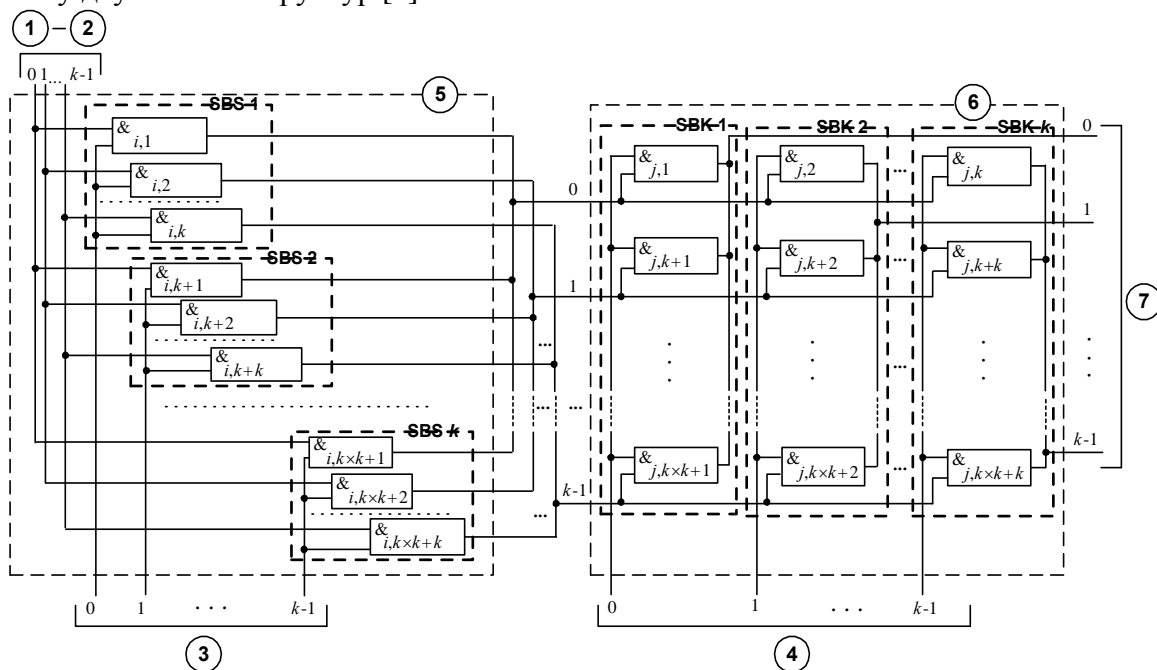 1 – 2
0 1 ... k-1
5
6
SBS 1
SBK 1
SBK 2
SBK k
0
& i,1
& j,1
& j,2
& j,k
7
& i,2
...
& i,k
0
1
SBS 2
& i,k+1
& j,k+1
& j,k+2
& j,k+k
& i,k+2
1
...
& i,k+k
...
...
... ...
SBS k
& i,k×k+1
& j,k×k+1
& j,k×k+2
& j,k×k+k
k-1
& i,k×k+2
...
k-1
& i,k×k+k
...
0 1 . . . k-1
0 1 . . . k-1
3
4